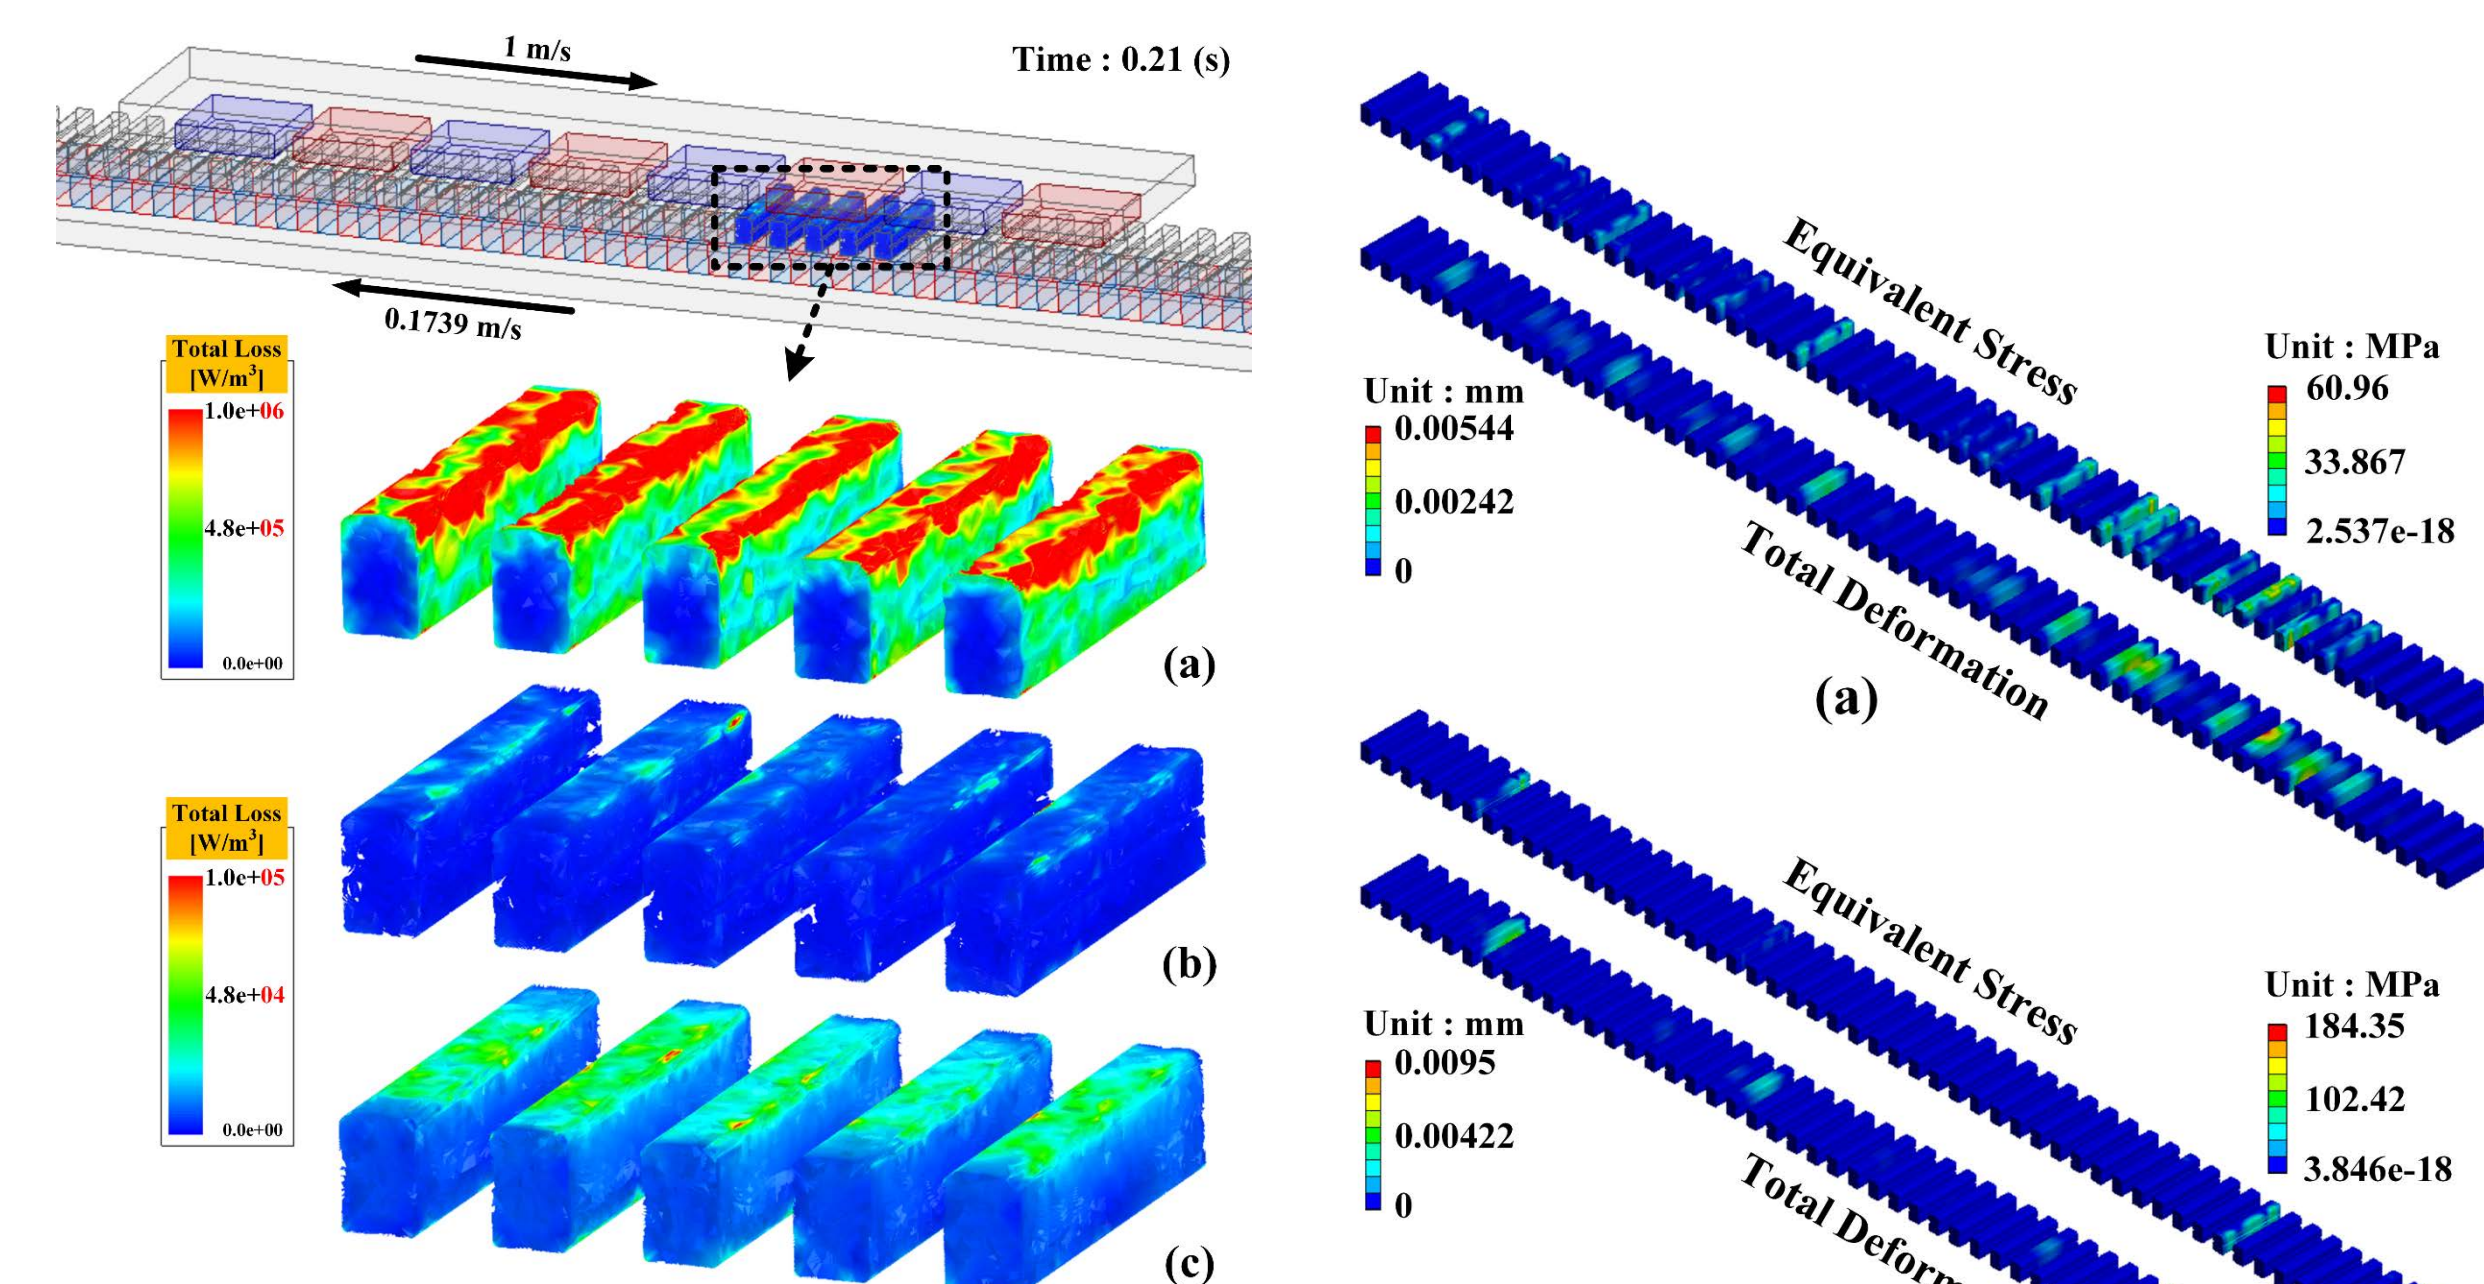 1 m/s
Time : 0.21 (s)
0.1739 m/s
Total Loss
[W/m³]
1.0e+06
4.8e+05
0.0e+00
(a)
Total Loss
[W/m³]
1.0e+05
4.8e+04
0.0e+00
(b)
(c)
Equivalent Stress
Unit : MPa
60.96
33.867
2.537e-18
Unit : mm
0.00544
0.00242
0
Total Deformation
(a)
Equivalent Stress
Unit : MPa
184.35
102.42
3.846e-18
Unit : mm
0.0095
0.00422
0
Total Deform